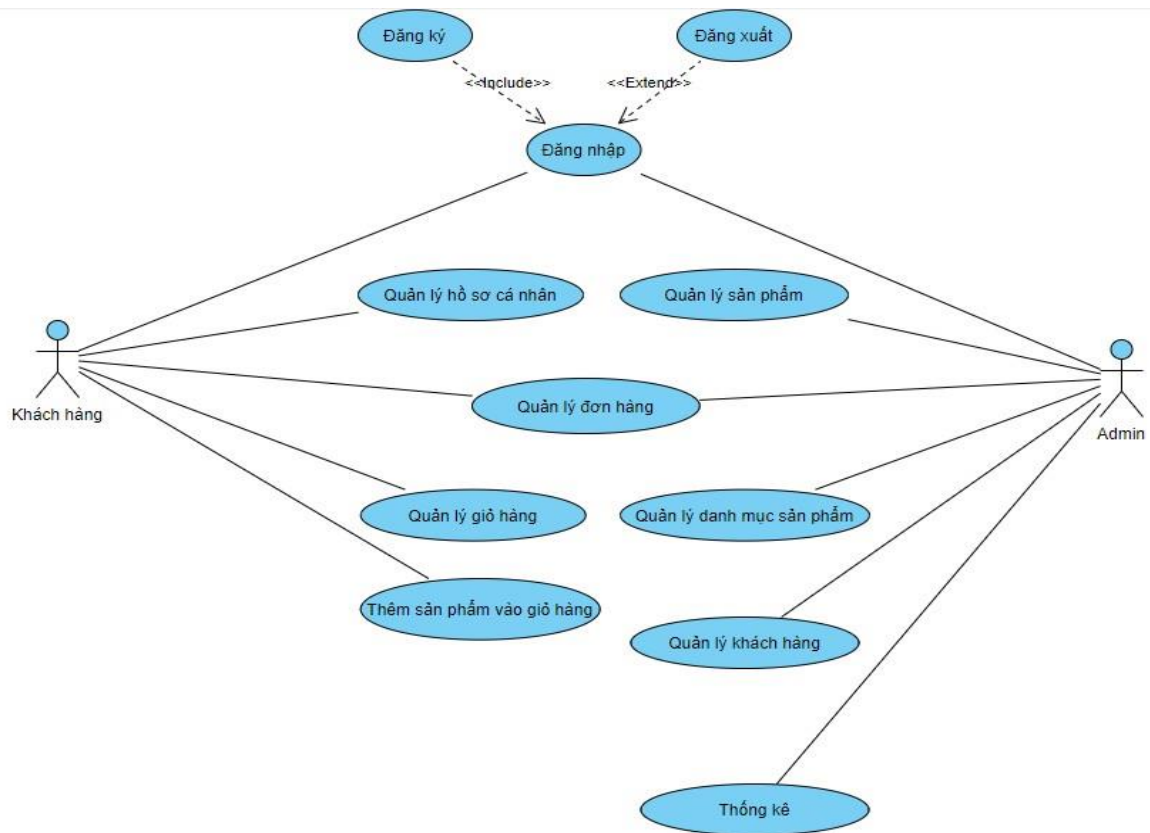 Đăng ký
Đăng xuất
<<Include>>
<<Extend>>
Đăng nhập
Quản lý hồ sơ cá nhân
Quản lý sản phẩm
Khách hàng
Quản lý đơn hàng
Admin
Quản lý giỏ hàng
Quản lý danh mục sản phẩm
Thêm sản phẩm vào giỏ hàng
Quản lý khách hàng
Thống kê